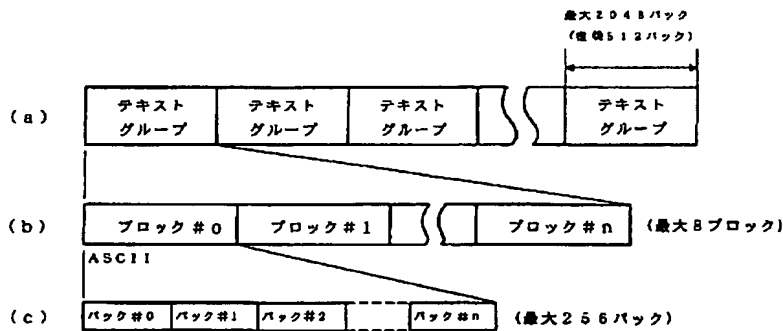 最大2048パック
(推奨512パック)
(a)
テキスト
グループ
テキスト
グループ
テキスト
グループ
テキスト
グループ
(b)
ブロック#0
ブロック#1
ブロック#n
(最大8ブロック)
ASCII
(c)
パック#0
パック#1
パック#2
パック#n
(最大256パック)